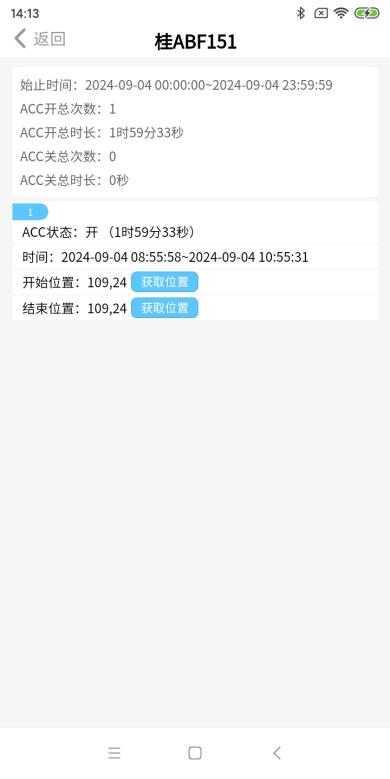 14:13
返回
桂ABF151
始止时间：2024-09-04 00:00:00~2024-09-04 23:59:59
ACC开总次数：1
ACC开总时长：1时59分33秒
ACC关总次数：0
ACC关总时长：0秒
1
ACC状态：开 （1时59分33秒）
时间：2024-09-04 08:55:58~2024-09-04 10:55:31
开始位置：109,24 获取位置
结束位置：109,24 获取位置